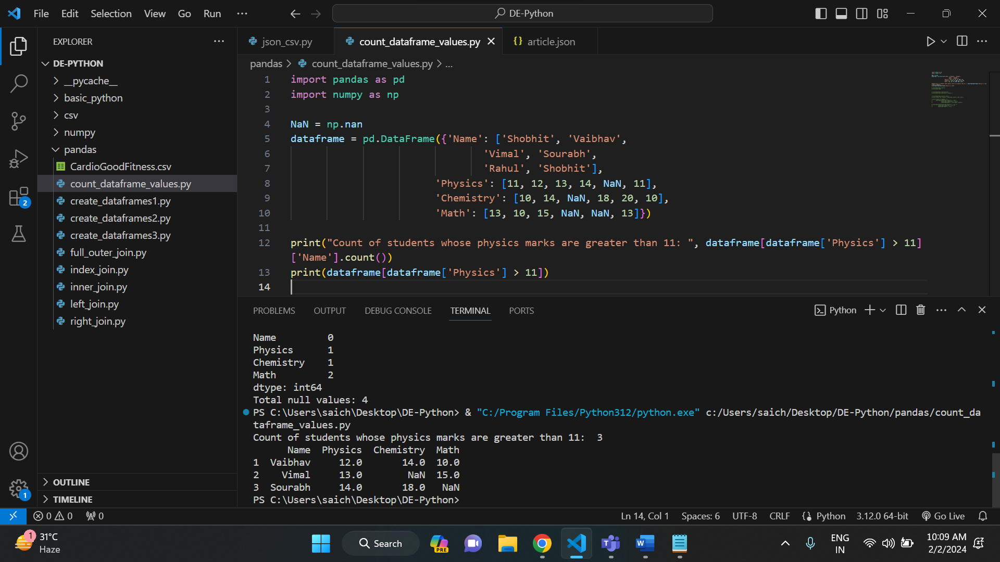 File Edit Selection View Go Run ... DE-Python
EXPLORER ...
DE-PYTHON
__pycache__
basic_python
csv
numpy
pandas
CardioGoodFitness.csv
count_dataframe_values.py
create_dataframes1.py
create_dataframes2.py
create_dataframes3.py
full_outer_join.py
index_join.py
inner_join.py
left_join.py
right_join.py
OUTLINE
TIMELINE
2
1
json_csv.py count_dataframe_values.py {} article.json
pandas > count_dataframe_values.py > ...
1 import pandas as pd
2 import numpy as np
3
4 NaN = np.nan
5 dataframe = pd.DataFrame({'Name': ['Shobhit', 'Vaibhav',
6 'Vimal', 'Sourabh',
7 'Rahul', 'Shobhit'],
8 'Physics': [11, 12, 13, 14, NaN, 11],
9 'Chemistry': [10, 14, NaN, 18, 20, 10],
10 'Math': [13, 10, 15, NaN, NaN, 13]})
11
12 print("Count of students whose physics marks are greater than 11: ", dataframe[dataframe['Physics'] > 11]
['Name'].count())
13 print(dataframe[dataframe['Physics'] > 11])
14
PROBLEMS OUTPUT DEBUG CONSOLE TERMINAL PORTS Python
Name 0
Physics 1
Chemistry 1
Math 2
dtype: int64
Total null values: 4
PS C:\Users\saich\Desktop\DE-Python> & "C:/Program Files/Python312/python.exe" c:/Users/saich/Desktop/DE-Python/pandas/count_da
taframe_values.py
Count of students whose physics marks are greater than 11:  3
Name Physics Chemistry Math
1 Vaibhav 12.0 14.0 10.0
2 Vimal 13.0 NaN 15.0
3 Sourabh 14.0 18.0 NaN
PS C:\Users\saich\Desktop\DE-Python>
0 0 0 Ln 14, Col 1 Spaces: 6 UTF-8 CRLF Python 3.12.0 64-bit Go Live
1 31°C
Haze
Search
PRE
ENG
IN
10:09 AM
2/2/2024